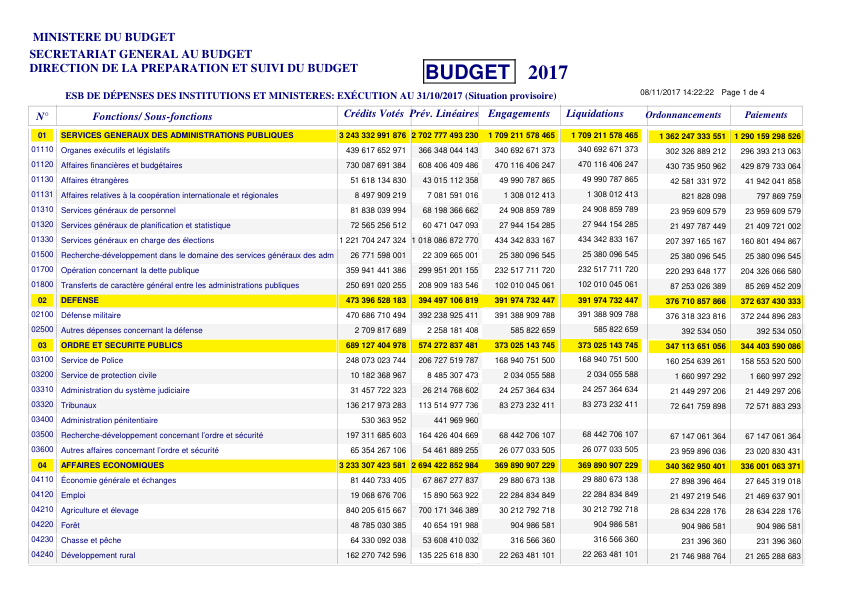 MINISTERE DU BUDGET
SECRETARIAT GENERAL AU BUDGET
DIRECTION DE LA PREPARATION ET SUIVI DU BUDGET
BUDGET 2017
08/11/2017 14:22:22 Page 1 de 4
ESB DE DÉPENSES DES INSTITUTIONS ET MINISTERES: EXÉCUTION AU 31/10/2017 (Situation provisoire)
N° Fonctions/ Sous-fonctions Crédits Votés Prév. Linéaires Engagements Liquidations Ordonnancements Paiements
01 SERVICES GENERAUX DES ADMINISTRATIONS PUBLIQUES 3 243 332 991 876 2 702 777 493 230 1 709 211 578 465 1 709 211 578 465 1 362 247 333 551 1 290 159 298 526
01110 Organes exécutifs et législatifs 439 617 652 971 366 348 044 143 340 692 671 373 340 692 671 373 302 326 889 212 296 393 213 063
01120 Affaires financières et budgétaires 730 087 691 384 608 406 409 486 470 116 406 247 470 116 406 247 430 735 950 962 429 879 733 064
01130 Affaires étrangères 51 618 134 830 43 015 112 358 49 990 787 865 49 990 787 865 42 581 331 972 41 942 041 858
01131 Affaires relatives à la coopération internationale et régionales 8 497 909 219 7 081 591 016 1 308 012 413 1 308 012 413 821 828 098 797 869 759
01310 Services généraux de personnel 81 838 039 994 68 198 366 662 24 908 859 789 24 908 859 789 23 959 609 579 23 959 609 579
01320 Services généraux de planification et statistique 72 565 256 512 60 471 047 093 27 944 154 285 27 944 154 285 21 497 787 449 21 409 721 002
01330 Services généraux en charge des élections 1 221 704 247 324 1 018 086 872 770 434 342 833 167 434 342 833 167 207 397 165 167 160 801 494 867
01500 Recherche-développement dans le domaine des services généraux des adm 26 771 598 001 22 309 665 001 25 380 096 545 25 380 096 545 25 380 096 545 25 380 096 545
01700 Opération concernant la dette publique 359 941 441 386 299 951 201 155 232 517 711 720 232 517 711 720 220 293 648 177 204 326 066 580
01800 Transferts de caractère général entre les administrations publiques 250 691 020 255 208 909 183 546 102 010 045 061 102 010 045 061 87 253 026 389 85 269 452 209
02 DEFENSE 473 396 528 183 394 497 106 819 391 974 732 447 391 974 732 447 376 710 857 866 372 637 430 333
02100 Défense militaire 470 686 710 494 392 238 925 411 391 388 909 788 391 388 909 788 376 318 323 816 372 244 896 283
02500 Autres dépenses concernant la défense 2 709 817 689 2 258 181 408 585 822 659 585 822 659 392 534 050 392 534 050
03 ORDRE ET SECURITE PUBLICS 689 127 404 978 574 272 837 481 373 025 143 745 373 025 143 745 347 113 651 056 344 403 590 086
03100 Service de Police 248 073 023 744 206 727 519 787 168 940 751 500 168 940 751 500 160 254 639 261 158 553 520 500
03200 Service de protection civile 10 182 368 967 8 485 307 473 2 034 055 588 2 034 055 588 1 660 997 292 1 660 997 292
03310 Administration du système judiciaire 31 457 722 323 26 214 768 602 24 257 364 634 24 257 364 634 21 449 297 206 21 449 297 206
03320 Tribunaux 136 217 973 283 113 514 977 736 83 273 232 411 83 273 232 411 72 641 759 898 72 571 883 293
03400 Administration pénitentiaire 530 363 952 441 969 960
03500 Recherche-développement concernant l'ordre et sécurité 197 311 685 603 164 426 404 669 68 442 706 107 68 442 706 107 67 147 061 364 67 147 061 364
03600 Autres affaires concernant l'ordre et sécurité 65 354 267 106 54 461 889 255 26 077 033 505 26 077 033 505 23 959 896 036 23 020 830 431
04 AFFAIRES ECONOMIQUES 3 233 307 423 581 2 694 422 852 984 369 890 907 229 369 890 907 229 340 362 950 401 336 001 063 371
04110 Économie générale et échanges 81 440 733 405 67 867 277 837 29 880 673 138 29 880 673 138 27 898 396 464 27 645 319 018
04120 Emploi 19 068 676 706 15 890 563 922 22 284 834 849 22 284 834 849 21 497 219 546 21 469 637 901
04210 Agriculture et élevage 840 205 615 667 700 171 346 389 30 212 792 718 30 212 792 718 28 634 228 176 28 634 228 176
04220 Forêt 48 785 030 385 40 654 191 988 904 986 581 904 986 581 904 986 581 904 986 581
04230 Chasse et pêche 64 330 092 038 53 608 410 032 316 566 360 316 566 360 231 396 360 231 396 360
04240 Développement rural 162 270 742 596 135 225 618 830 22 263 481 101 22 263 481 101 21 746 988 764 21 265 288 683